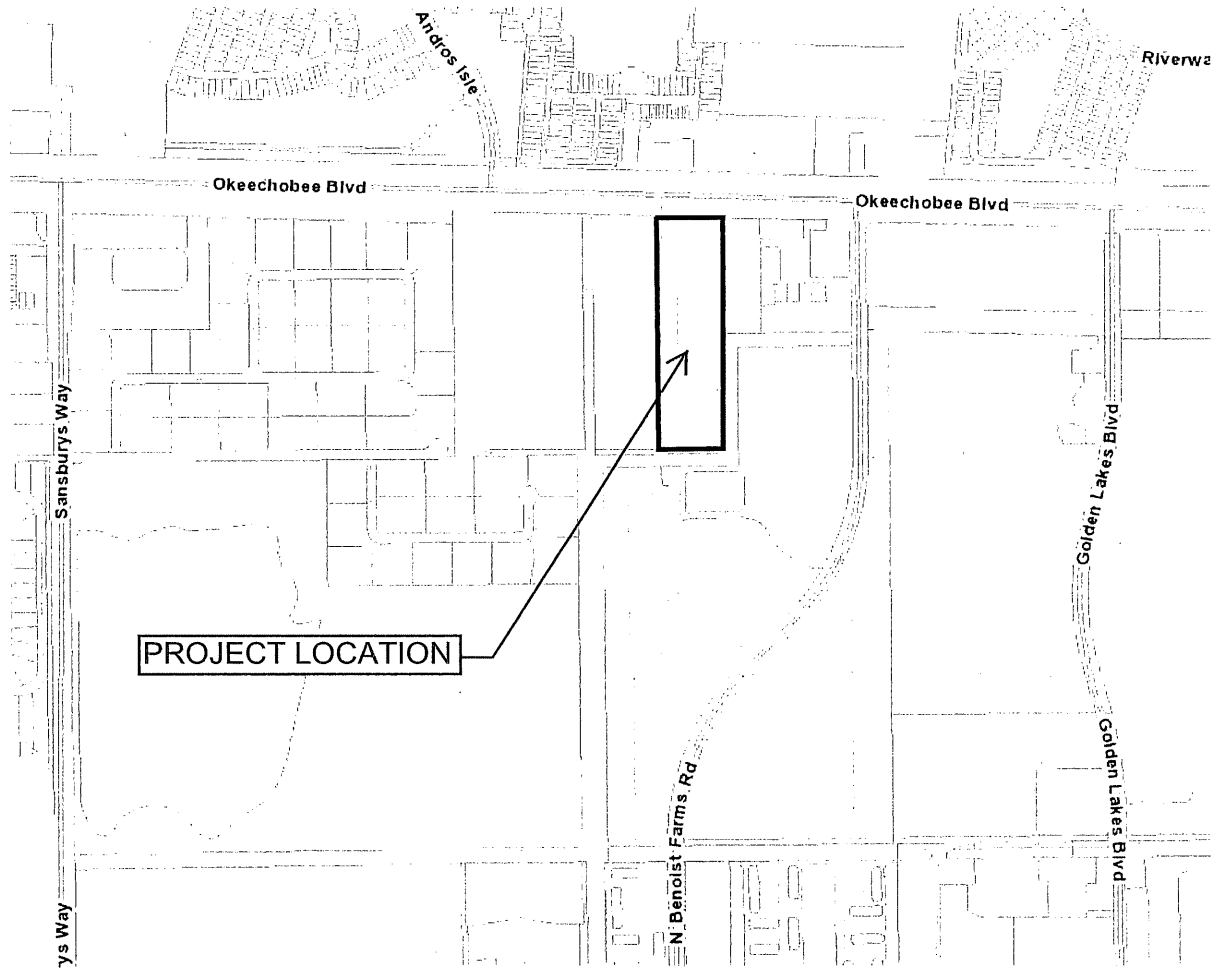 Andros Isle
Riverwa
Okeechobee Blvd
Okeechobee Blvd
Sansburys Way
Golden Lakes Blvd
PROJECT LOCATION
Golden Lakes Blvd
N Benoist Farms Rd
rys Way